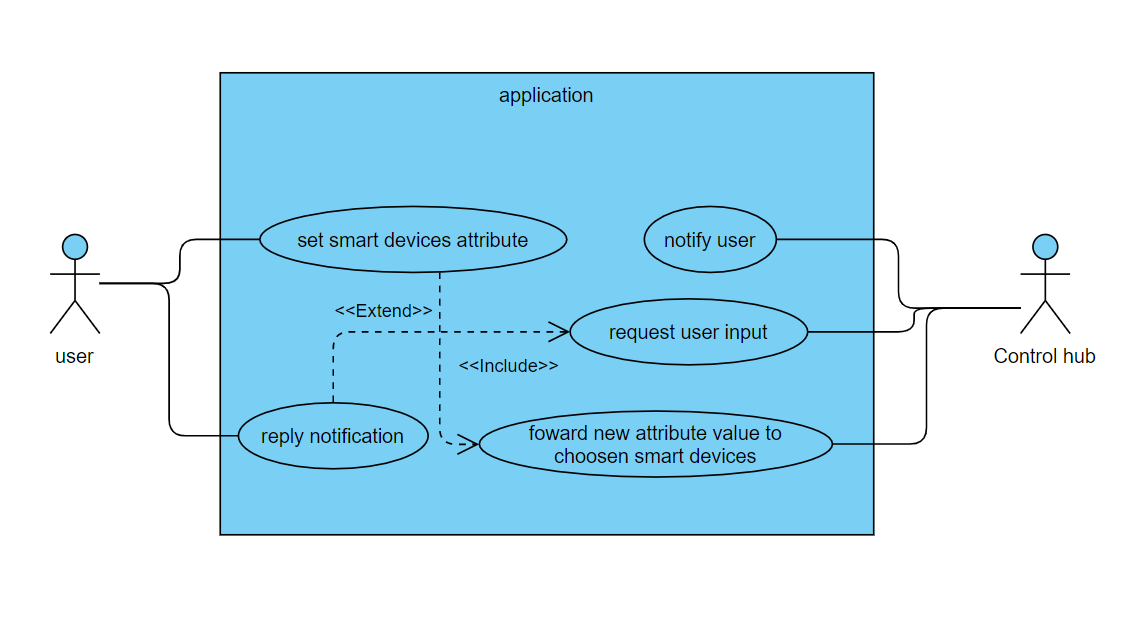 application
set smart devices attribute
notify user
<<Extend>>
request user input
user
Control hub
<<Include>>
reply notification
foward new attribute value to
choosen smart devices